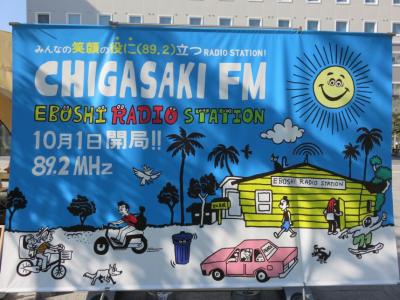 みんなの笑顔の役に(89.2)立つ RADIO STATION!
CHIGASAKI FM
EBOSHI RADIO STATION
10月1日開局!!
89.2 MHz
EBOSHI RADIO STATION